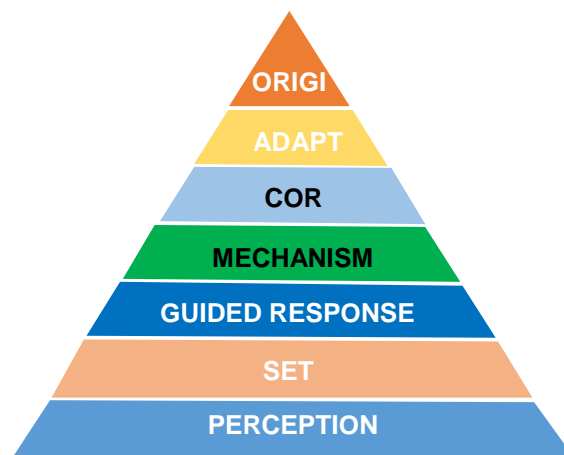 ORIGI
ADAPT
COR
MECHANISM
GUIDED RESPONSE
SET
PERCEPTION